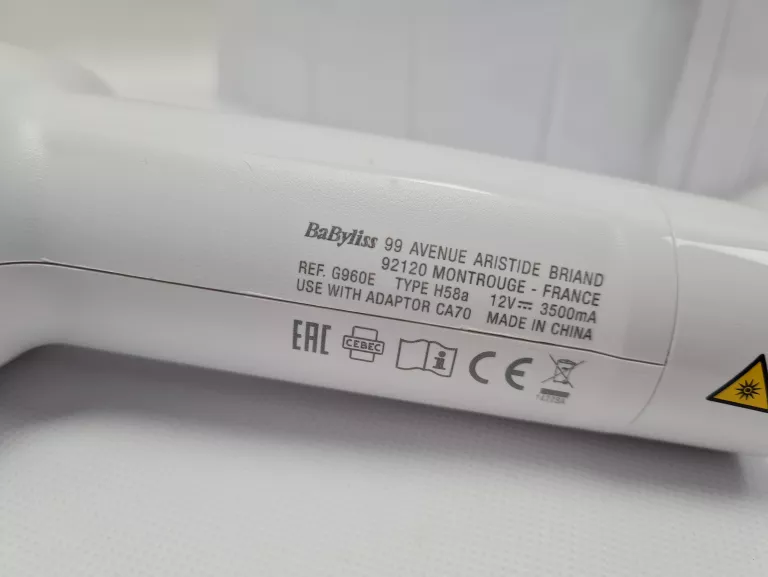 BaByliss 99 AVENUE ARISTIDE BRIAND
92120 MONTROUGE - FRANCE
REF. G960E TYPE H58a 12V⎓ 3500mA
USE WITH ADAPTOR CA70 MADE IN CHINA
EAC CEBEC i CE